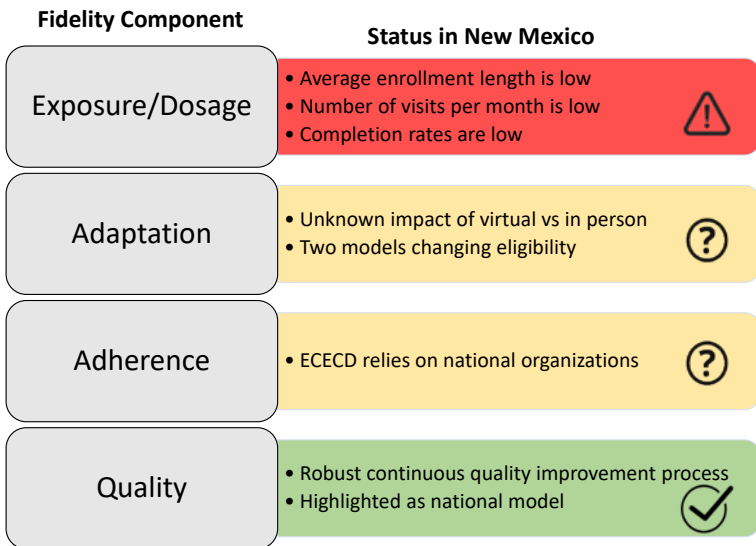 Fidelity Component
Status in New Mexico
Exposure/Dosage
• Average enrollment length is low
• Number of visits per month is low
• Completion rates are low
Adaptation
• Unknown impact of virtual vs in person
• Two models changing eligibility
Adherence
• ECECD relies on national organizations
Quality
• Robust continuous quality improvement process
• Highlighted as national model